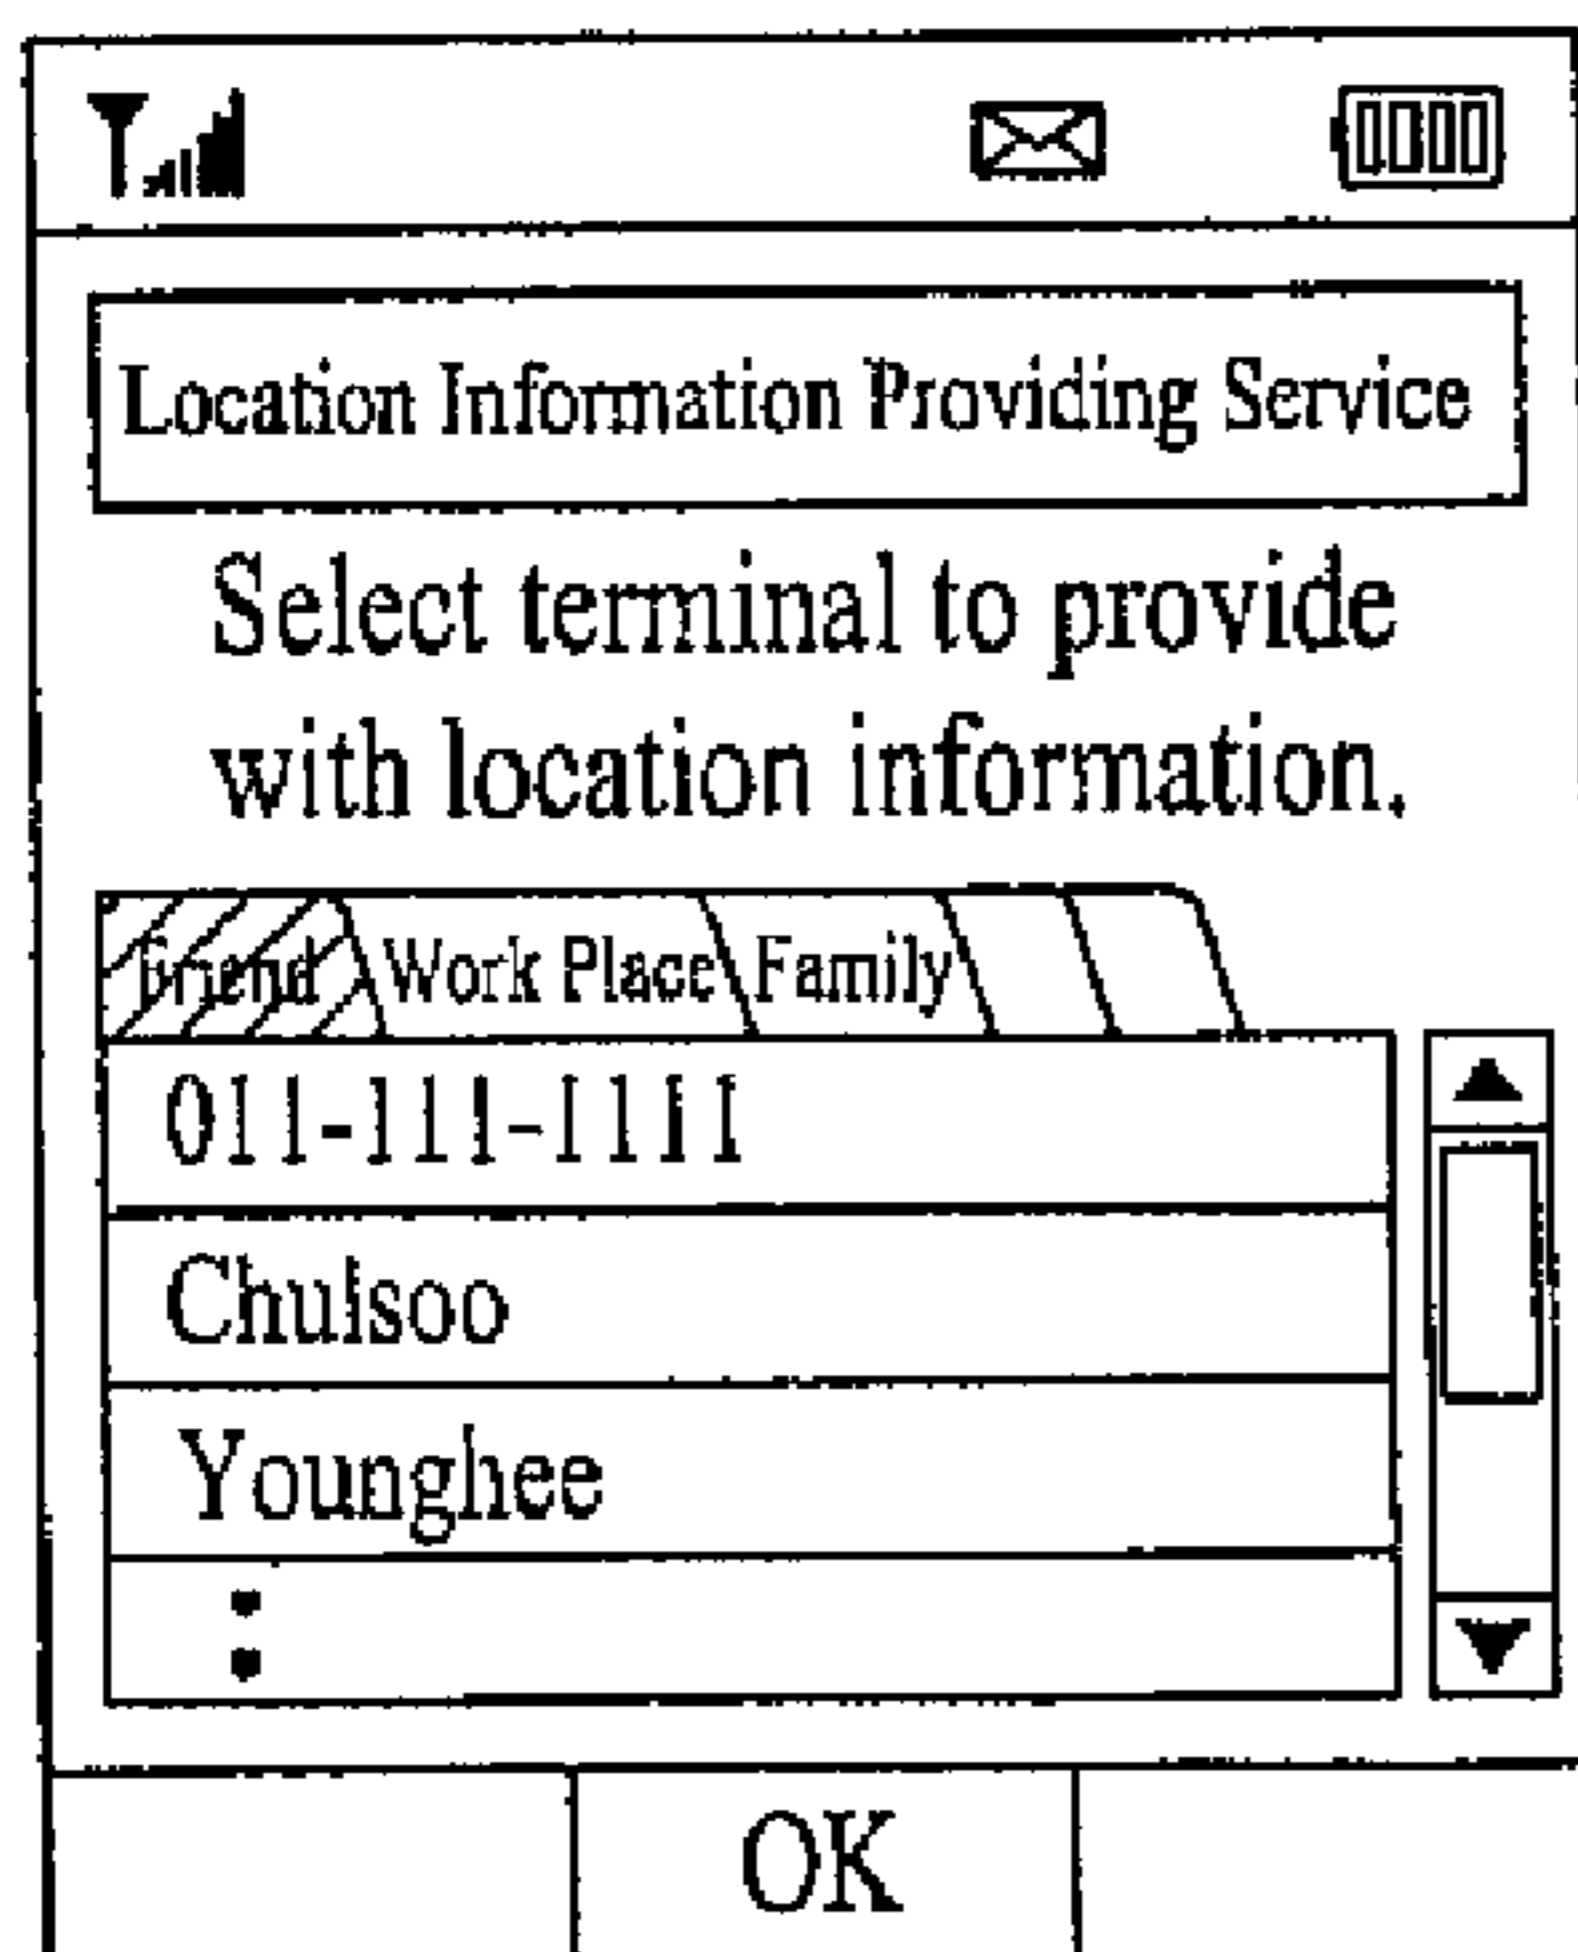 Location Information Providing Service
Select terminal to provide
with location information.
Friend Work Place Family
011-111-1111
Chulsoo
Younghee
OK